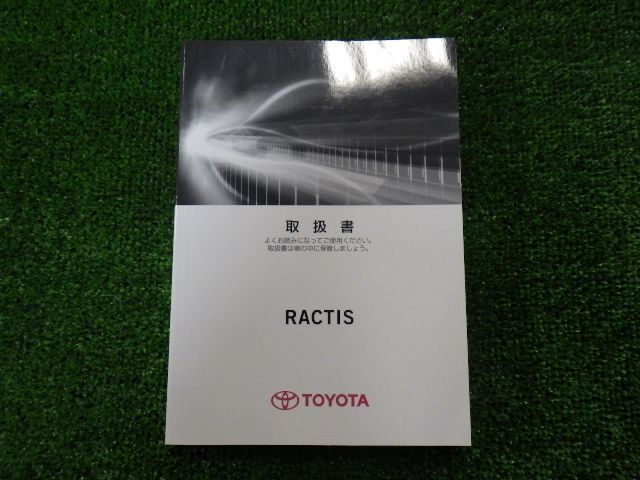 取扱書
よくお読みになってご使用ください。
取扱書は車の中に保管しましょう。
RACTIS
TOYOTA